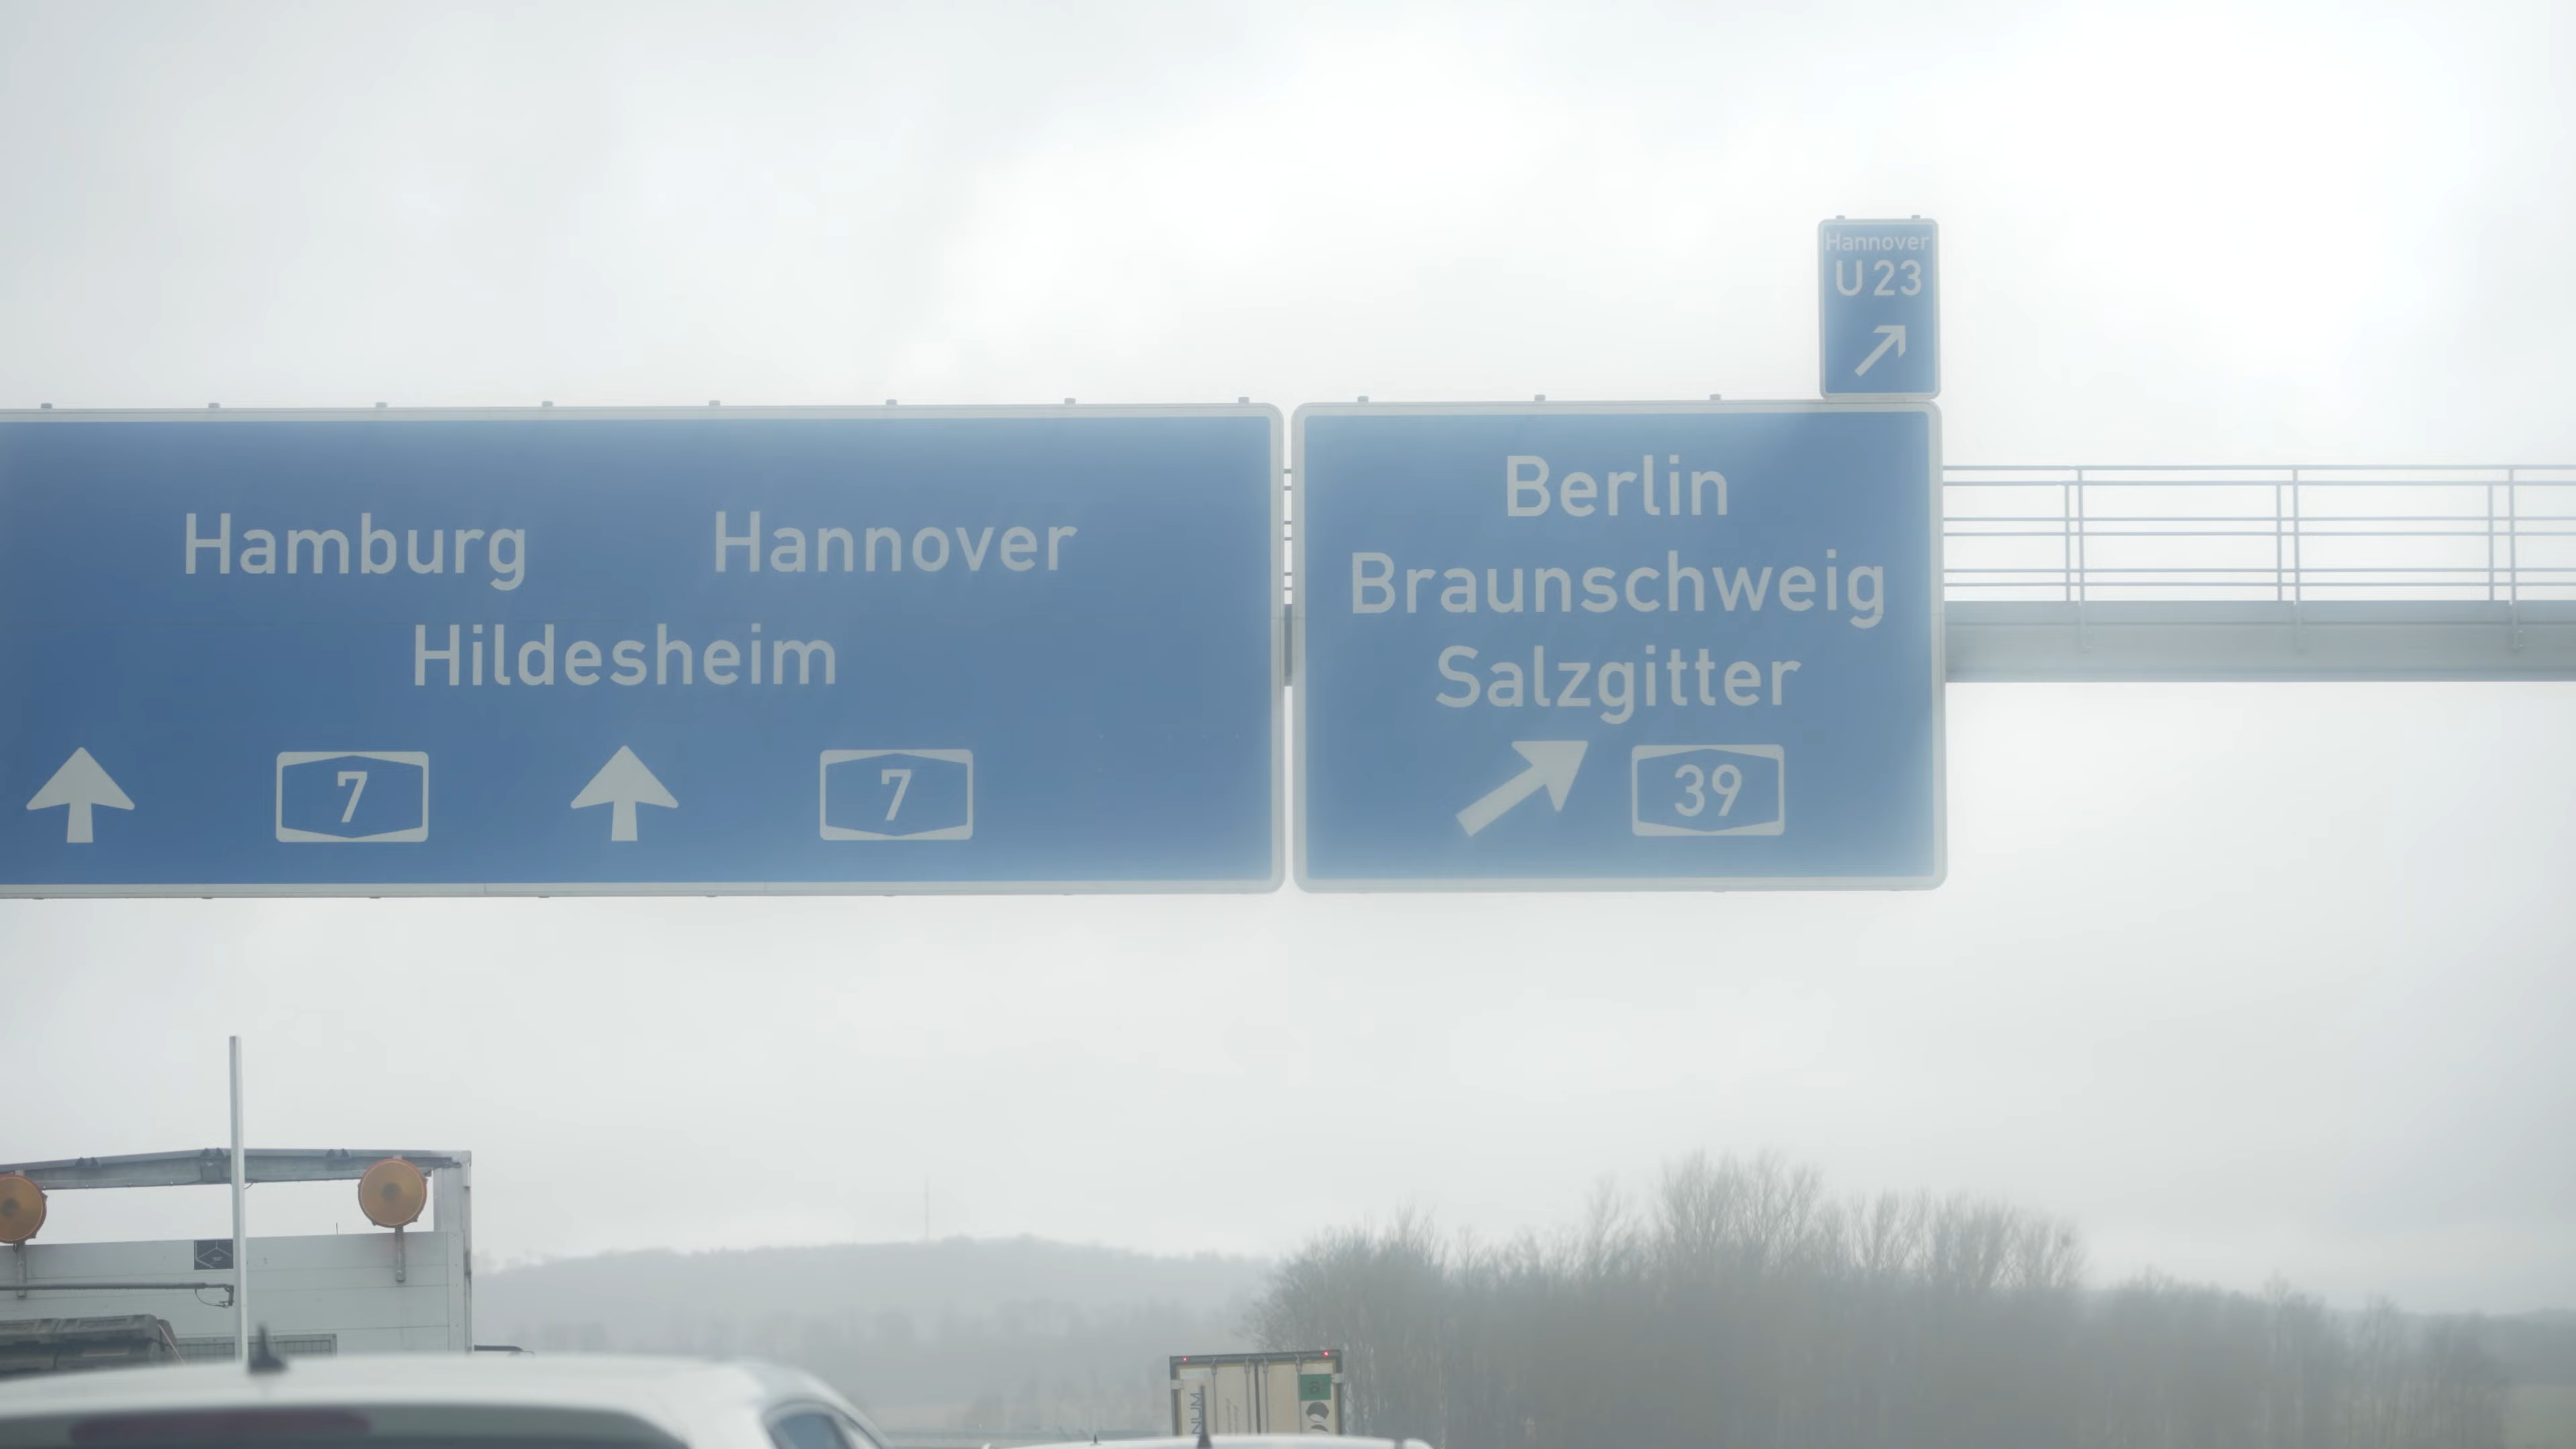 Hannover
U 23
Hamburg Hannover
Hildesheim
7 7
Berlin
Braunschweig
Salzgitter
39